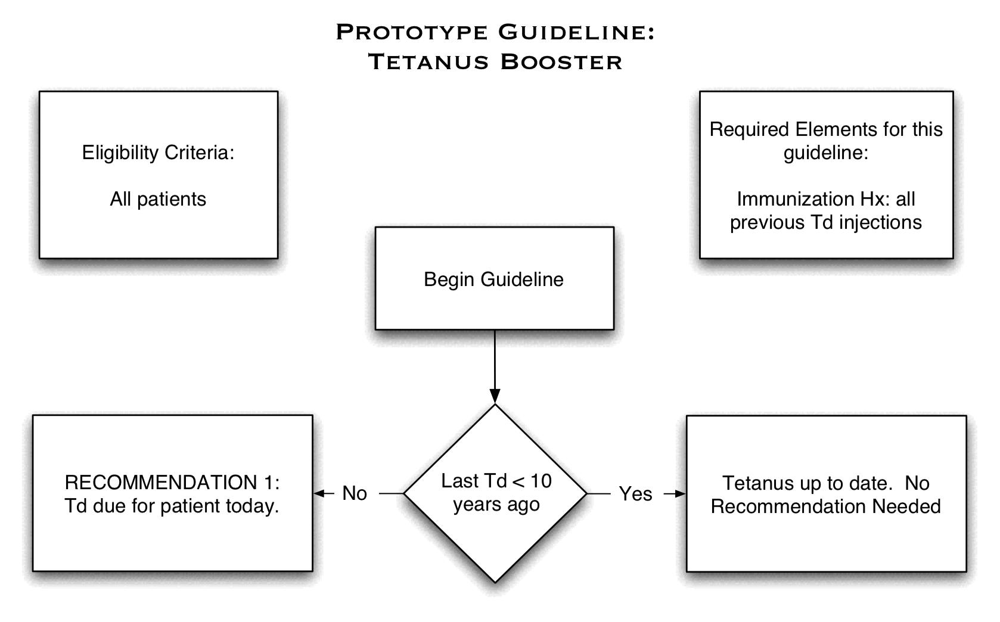 PROTOTYPE GUIDELINE:
TETANUS BOOSTER
Eligibility Criteria:
All patients
Required Elements for this
guideline:
Immunization Hx: all
previous Td injections
Begin Guideline
RECOMMENDATION 1:
Td due for patient today.
No
Last Td < 10
years ago
Yes
Tetanus up to date.  No
Recommendation Needed